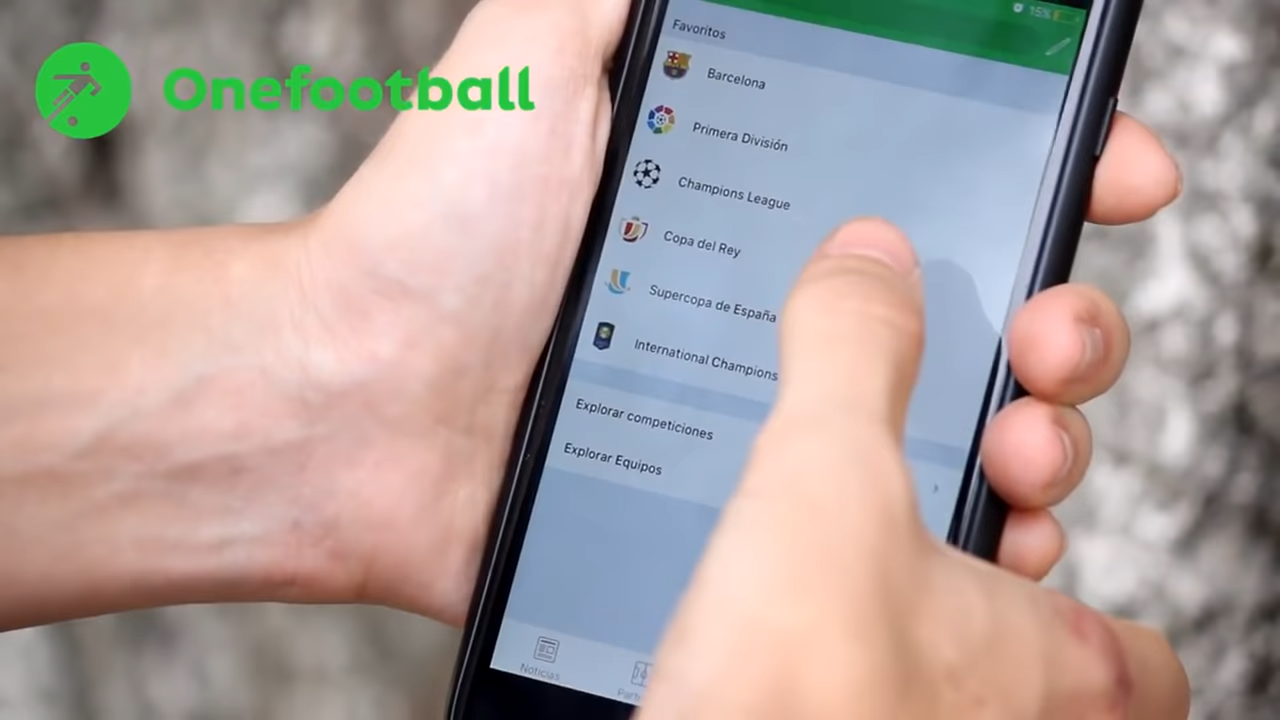 Onefootball
15%
Favoritos
Barcelona
Primera División
Champions League
Copa del Rey
Supercopa de España
International Champions
Explorar competiciones
Explorar Equipos
Noticias